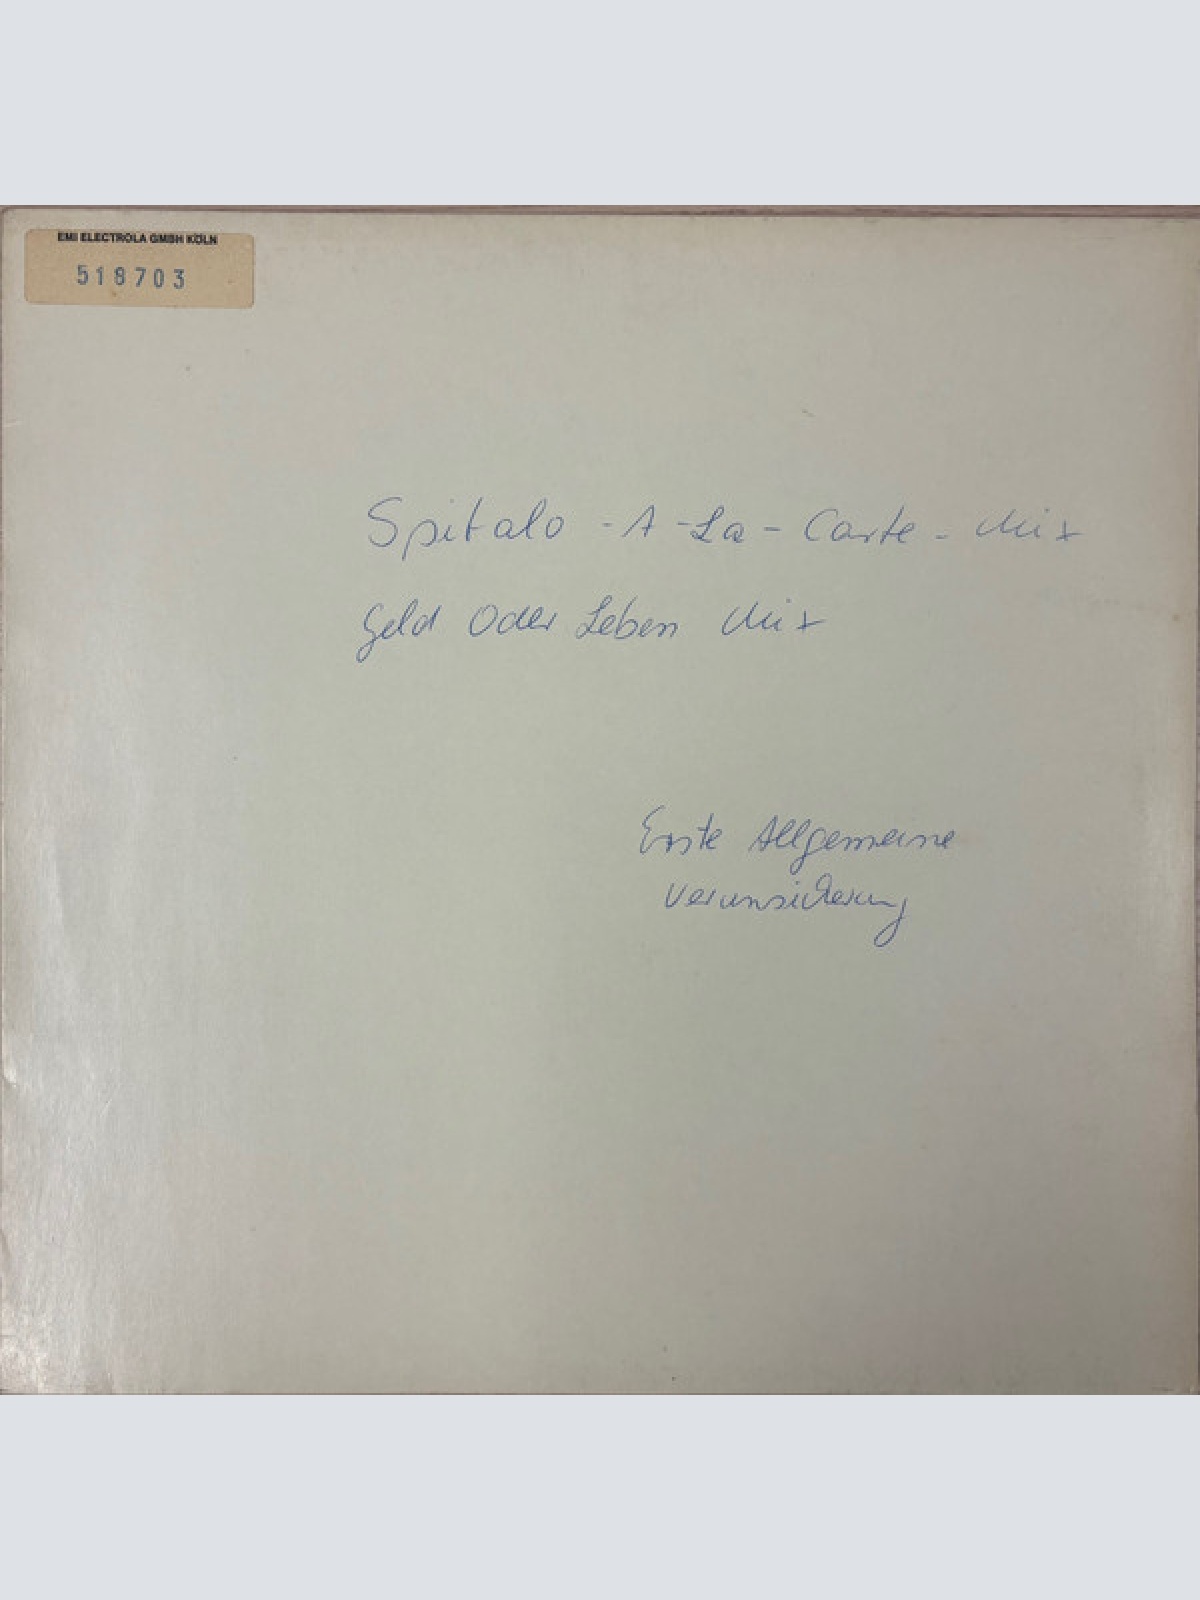 EMI ELECTROLA GMBH KÖLN
518703
Spitalo - A - La - Carte - Mix
Geld Oder Leben Mix
Erste Allgemeine
Verunsicherung